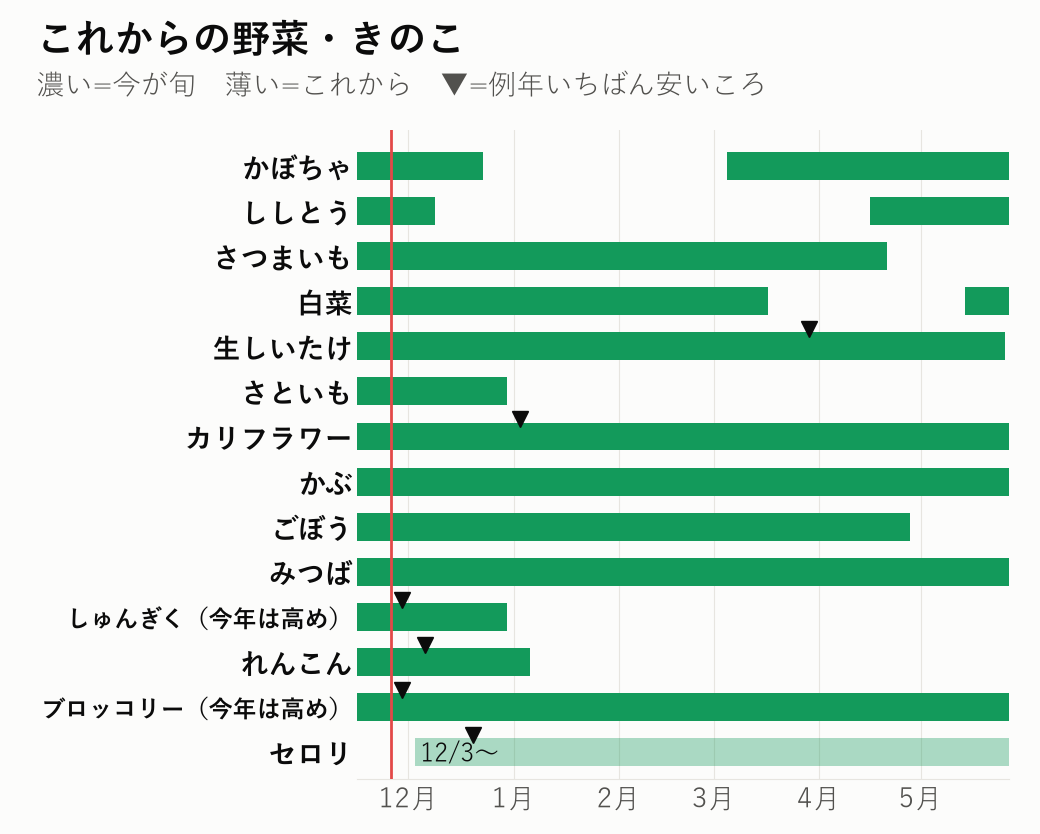 これからの野菜・きのこ
濃い=今が旬　薄い=これから　▼=例年いちばん安いころ
かぼちゃ
ししとう
さつまいも
白菜
生しいたけ
さといも
カリフラワー
かぶ
ごぼう
みつば
しゅんぎく（今年は高め）
れんこん
ブロッコリー（今年は高め）
セロリ 12/3〜
12月 1月 2月 3月 4月 5月